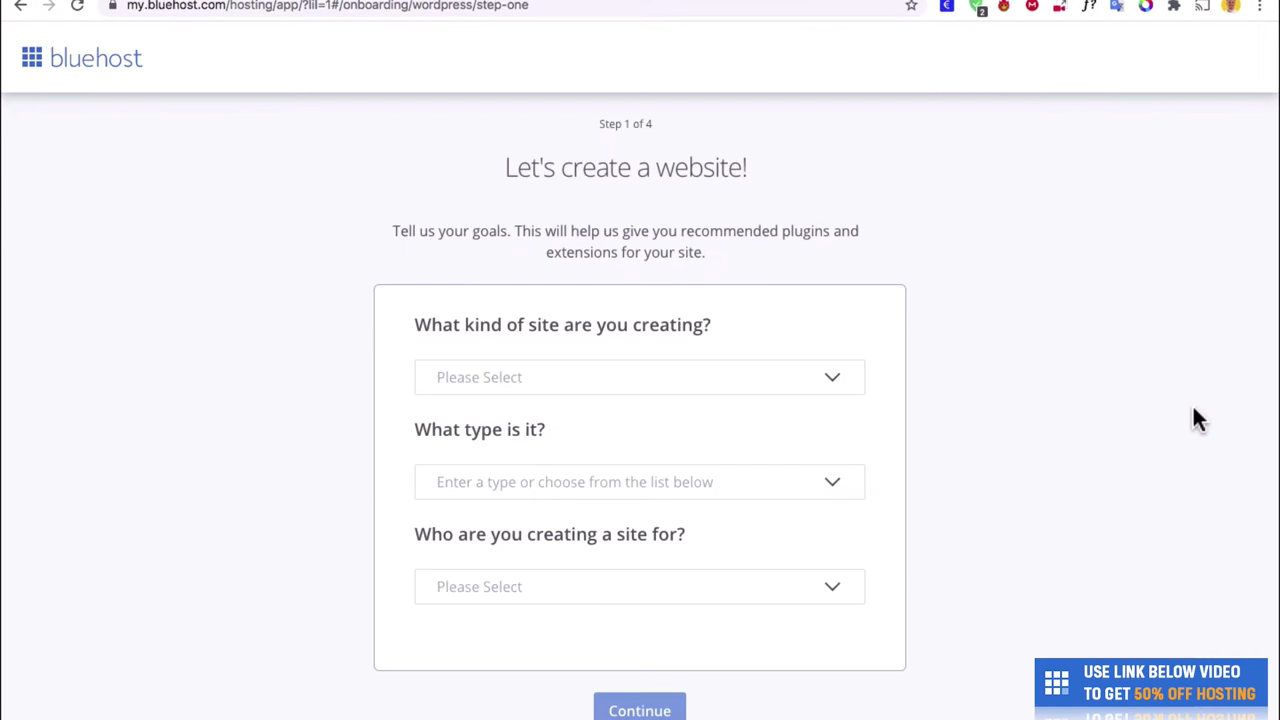 my.bluehost.com/hosting/app/?lil=1#/onboarding/wordpress/step-one
2
bluehost
Step 1 of 4
Let's create a website!
Tell us your goals. This will help us give you recommended plugins and
extensions for your site.
What kind of site are you creating?
Please Select
What type is it?
Enter a type or choose from the list below
Who are you creating a site for?
Please Select
Continue
USE LINK BELOW VIDEO
TO GET 50% OFF HOSTING